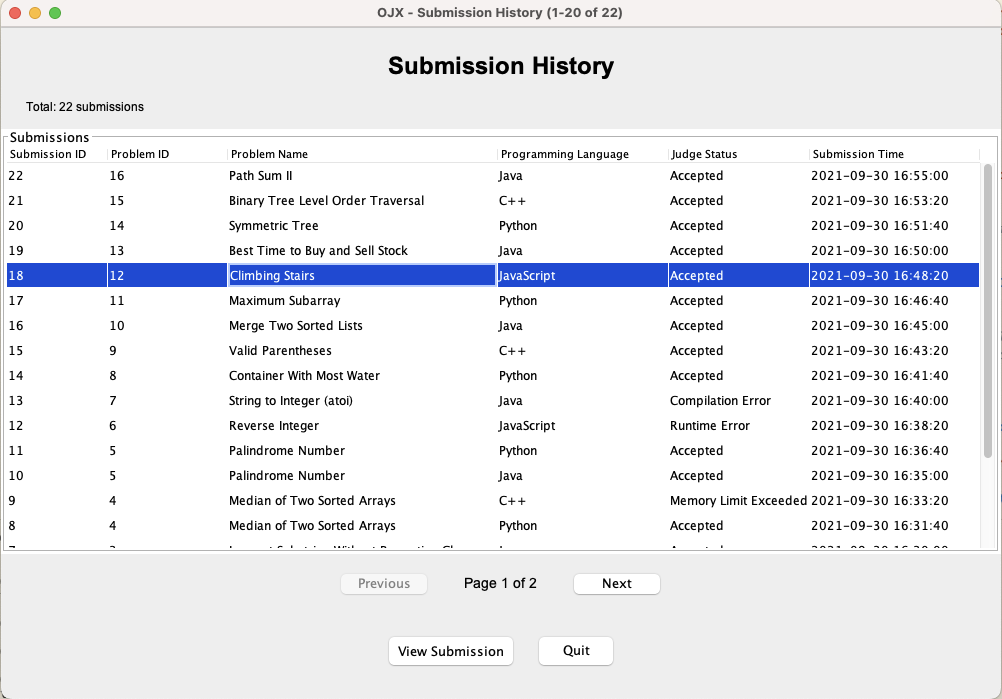 OJX - Submission History (1-20 of 22)
Submission History
Total: 22 submissions
Submissions
Submission ID Problem ID Problem Name Programming Language Judge Status Submission Time
22 16 Path Sum II Java Accepted 2021-09-30 16:55:00
21 15 Binary Tree Level Order Traversal C++ Accepted 2021-09-30 16:53:20
20 14 Symmetric Tree Python Accepted 2021-09-30 16:51:40
19 13 Best Time to Buy and Sell Stock Java Accepted 2021-09-30 16:50:00
18 12 Climbing Stairs JavaScript Accepted 2021-09-30 16:48:20
17 11 Maximum Subarray Python Accepted 2021-09-30 16:46:40
16 10 Merge Two Sorted Lists Java Accepted 2021-09-30 16:45:00
15 9 Valid Parentheses C++ Accepted 2021-09-30 16:43:20
14 8 Container With Most Water Python Accepted 2021-09-30 16:41:40
13 7 String to Integer (atoi) Java Compilation Error 2021-09-30 16:40:00
12 6 Reverse Integer JavaScript Runtime Error 2021-09-30 16:38:20
11 5 Palindrome Number Python Accepted 2021-09-30 16:36:40
10 5 Palindrome Number Java Accepted 2021-09-30 16:35:00
9 4 Median of Two Sorted Arrays C++ Memory Limit Exceeded 2021-09-30 16:33:20
8 4 Median of Two Sorted Arrays Python Accepted 2021-09-30 16:31:40
Previous Page 1 of 2 Next
View Submission Quit